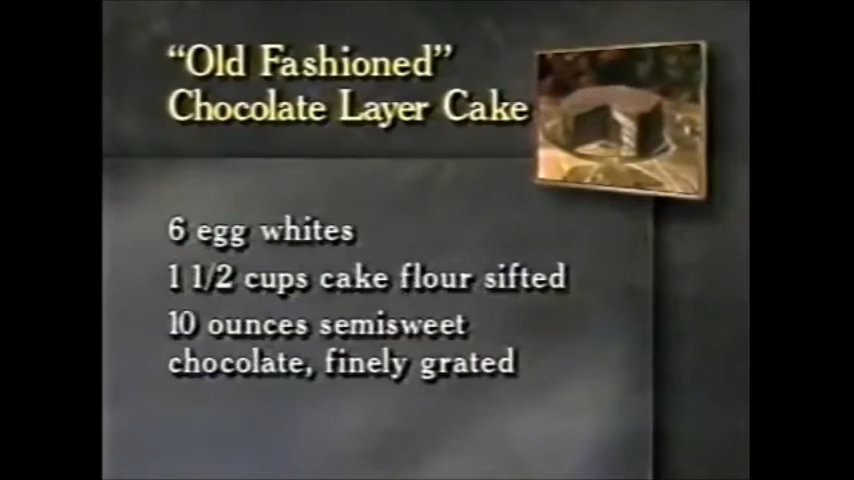 “Old Fashioned”
Chocolate Layer Cake
6 egg whites
1 1/2 cups cake flour sifted
10 ounces semisweet
chocolate, finely grated